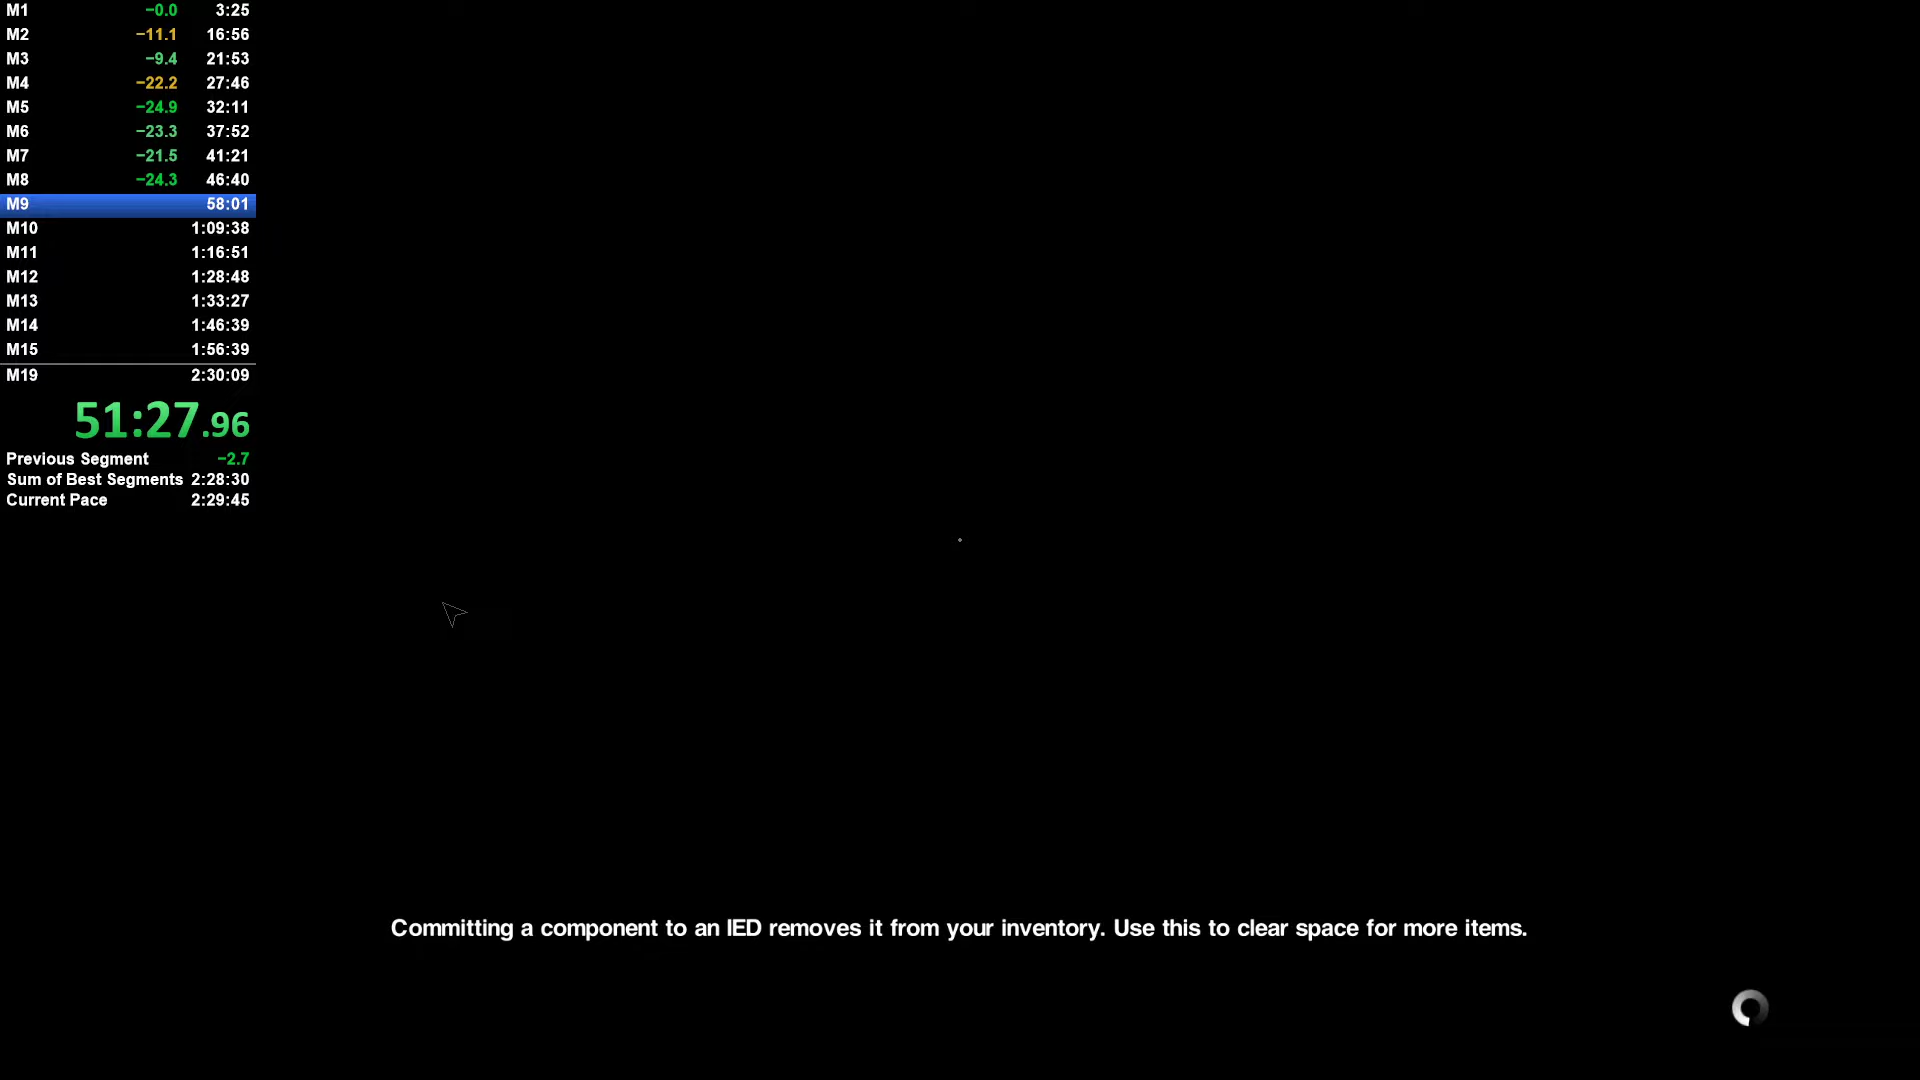 M1 −0.0 3:25
M2 −11.1 16:56
M3 −9.4 21:53
M4 −22.2 27:46
M5 −24.9 32:11
M6 −23.3 37:52
M7 −21.5 41:21
M8 −24.3 46:40
M9 58:01
M10 1:09:38
M11 1:16:51
M12 1:28:48
M13 1:33:27
M14 1:46:39
M15 1:56:39
M19 2:30:09
51:27.96
Previous Segment −2.7
Sum of Best Segments 2:28:30
Current Pace 2:29:45
Committing a component to an IED removes it from your inventory. Use this to clear space for more items.